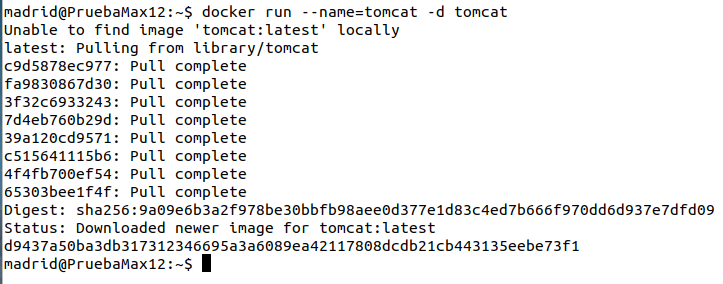 madrid@PruebaMax12:~$ docker run --name=tomcat -d tomcat
Unable to find image 'tomcat:latest' locally
latest: Pulling from library/tomcat
c9d5878ec977: Pull complete
fa9830867d30: Pull complete
3f32c6933243: Pull complete
7d4eb760b29d: Pull complete
39a120cd9571: Pull complete
c515641115b6: Pull complete
4f4fb700ef54: Pull complete
65303bee1f4f: Pull complete
Digest: sha256:9a09e6b3a2f978be30bbfb98aee0d377e1d83c4ed7b666f970dd6d937e7dfd09
Status: Downloaded newer image for tomcat:latest
d9437a50ba3db317312346695a3a6089ea42117808dcdb21cb443135eebe73f1
madrid@PruebaMax12:~$